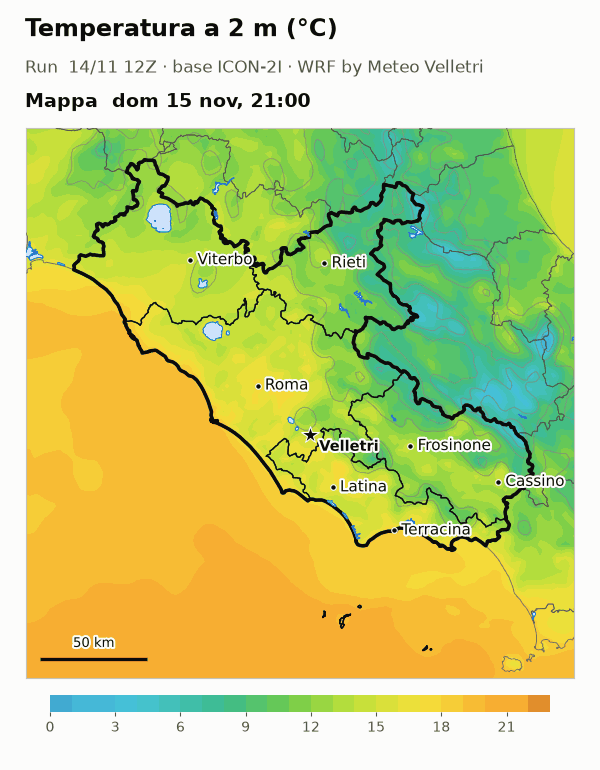 Temperatura a 2 m (°C)
Run  14/11 12Z · base ICON-2I · WRF by Meteo Velletri
Mappa  dom 15 nov, 21:00
Viterbo
Rieti
Roma
Velletri
Frosinone
Cassino
Latina
Terracina
50 km
0 3 6 9 12 15 18 21